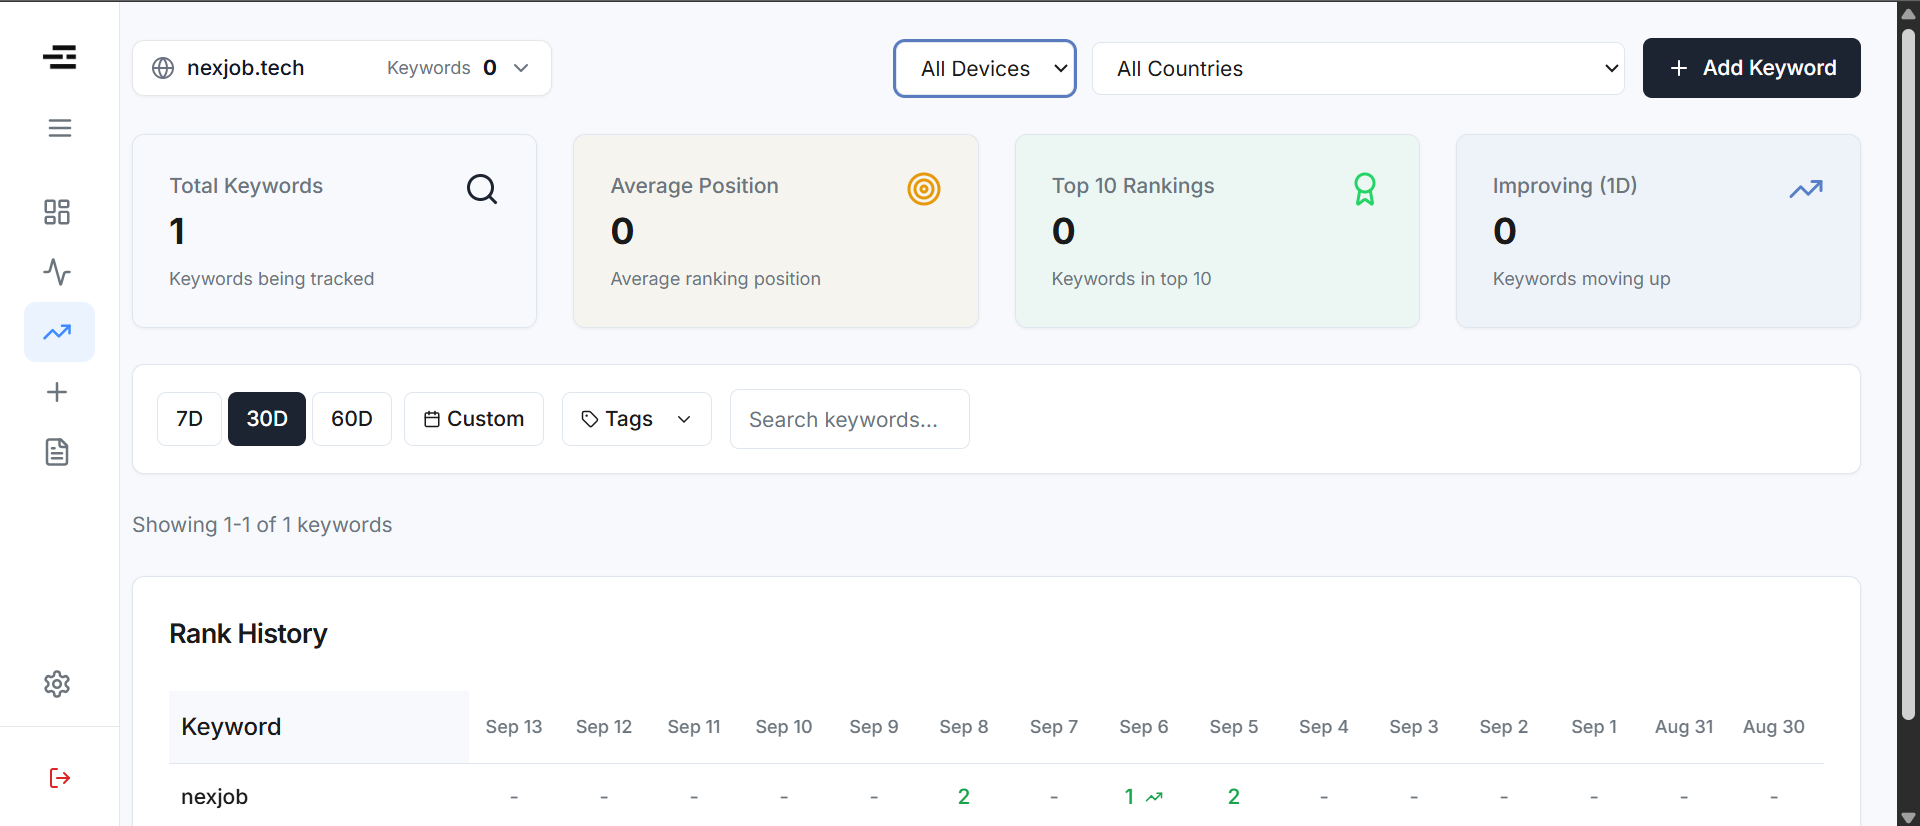 nexjob.tech Keywords 0 All Devices All Countries + Add Keyword
Total Keywords
1
Keywords being tracked
Average Position
0
Average ranking position
Top 10 Rankings
0
Keywords in top 10
Improving (1D)
0
Keywords moving up
7D 30D 60D Custom Tags Search keywords...
Showing 1-1 of 1 keywords
Rank History
Keyword Sep 13 Sep 12 Sep 11 Sep 10 Sep 9 Sep 8 Sep 7 Sep 6 Sep 5 Sep 4 Sep 3 Sep 2 Sep 1 Aug 31 Aug 30
nexjob - - - - - 2 - 1 2 - - - - - -